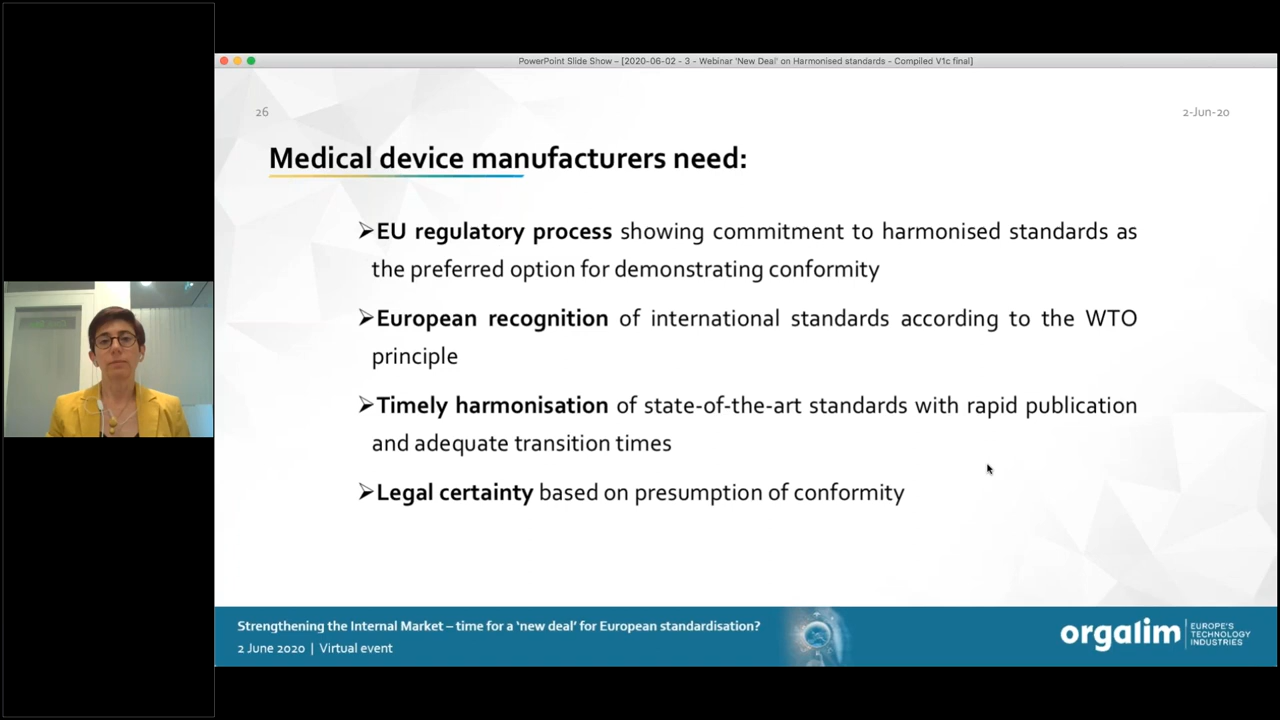 PowerPoint Slide Show – [2020-06-02 - 3 - Webinar 'New Deal' on Harmonised standards - Compiled V1c final]
26
2-Jun-20
Medical device manufacturers need:
➢EU regulatory process showing commitment to harmonised standards as
the preferred option for demonstrating conformity
➢European recognition of international standards according to the WTO
principle
➢Timely harmonisation of state-of-the-art standards with rapid publication
and adequate transition times
➢Legal certainty based on presumption of conformity
Strengthening the Internal Market – time for a 'new deal' for European standardisation?
2 June 2020 | Virtual event
orgalim
EUROPE'S
TECHNOLOGY
INDUSTRIES